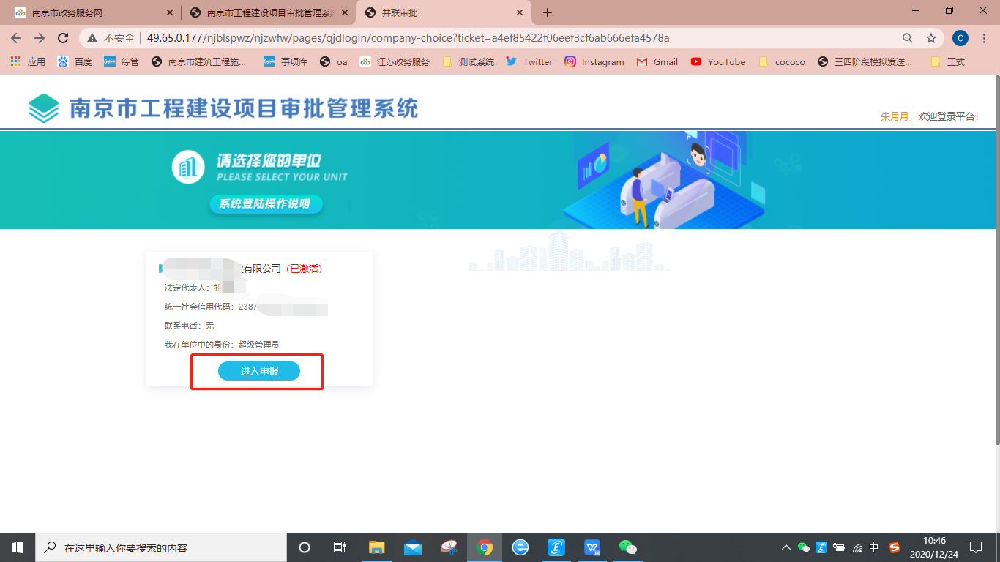 南京市政务服务网
南京市工程建设项目审批管理系
并联审批
不安全 49.65.0.177/njblspwz/njzwfw/pages/qjdlogin/company-choice?ticket=a4ef85422f06eef3cf6ab666efa4578a
C
应用 百度 综管 南京市建筑工程施... 事项库 oa 江苏政务服务 测试系统 Twitter Instagram Gmail YouTube cococo 三四阶段模拟发送... 正式
南京市工程建设项目审批管理系统
朱月月，欢迎登录平台!
请选择您的单位
PLEASE SELECT YOUR UNIT
系统登陆操作说明
有限公司（已激活）
法定代表人：
统一社会信用代码：2387
联系电话：无
我在单位中的身份：超级管理员
进入申报
在这里输入你要搜索的内容
中
10:46
2020/12/24